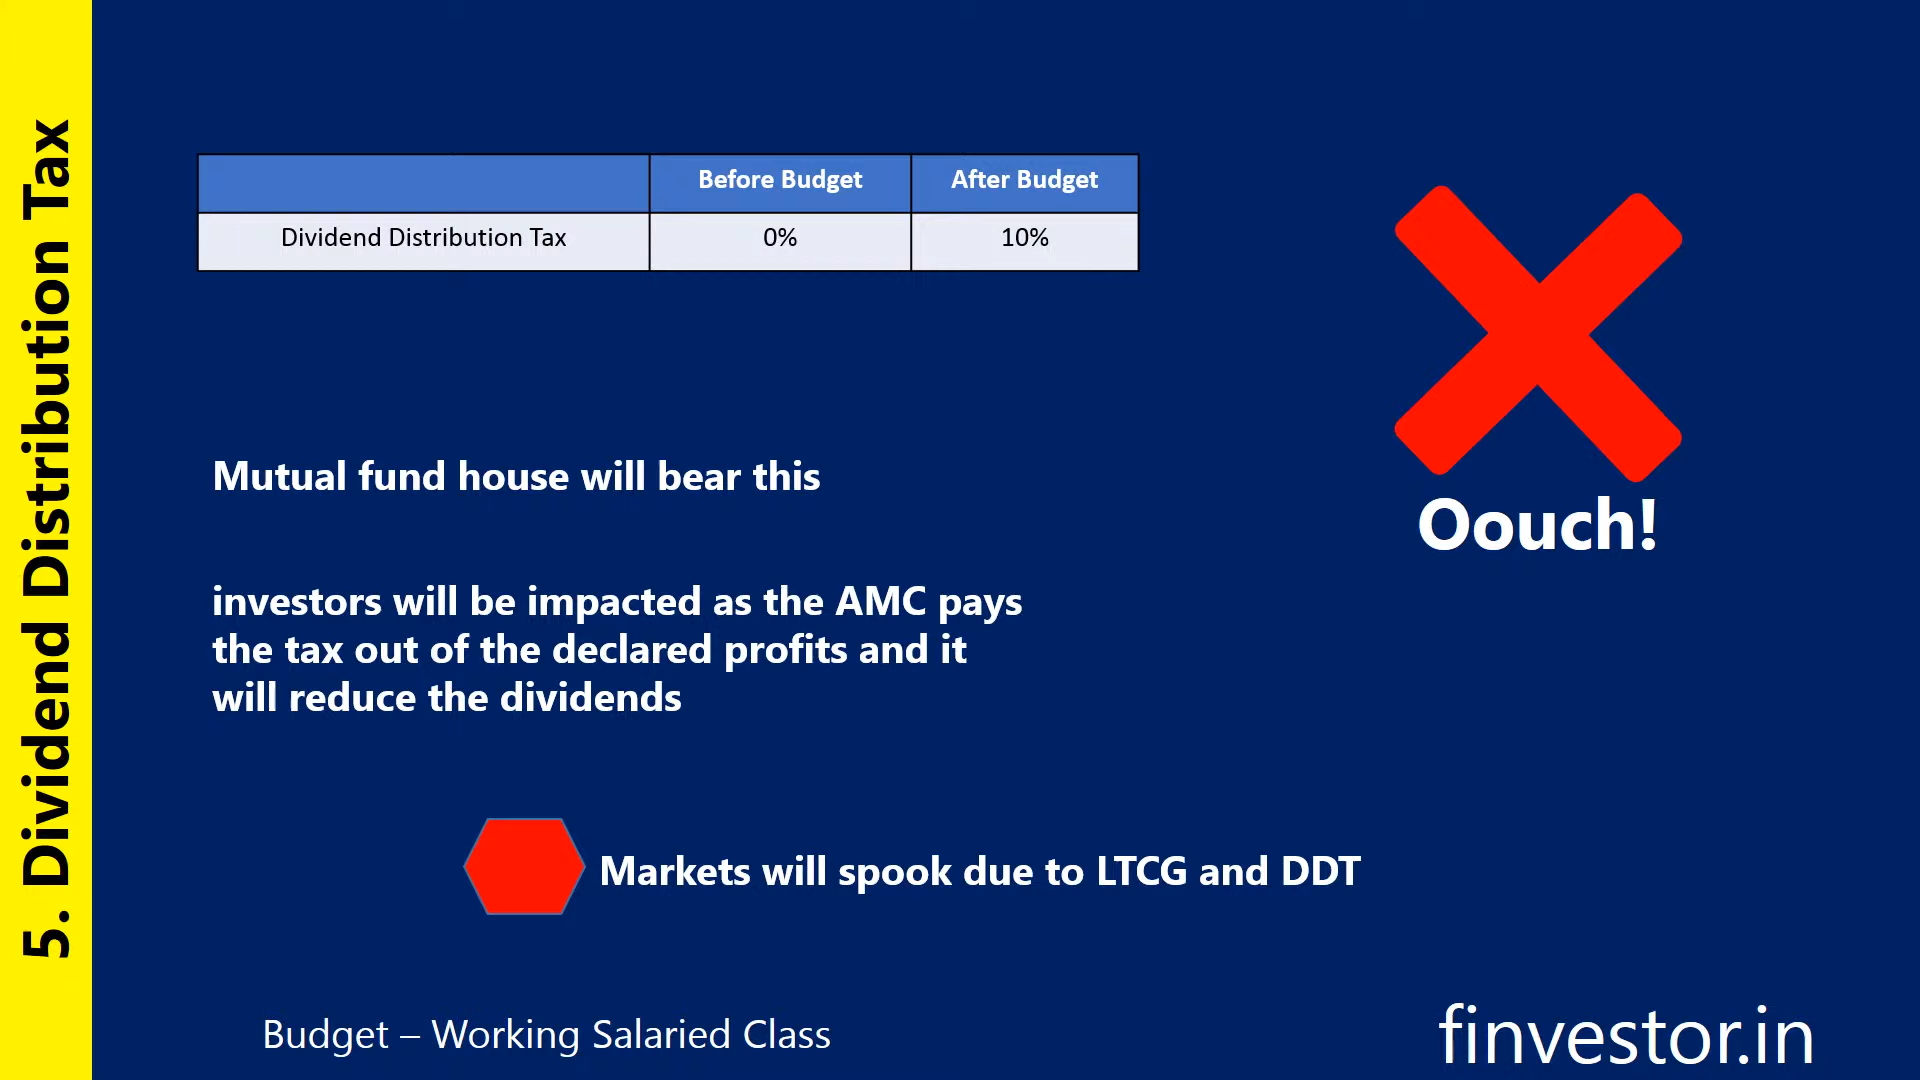 5. Dividend Distribution Tax
Before Budget After Budget
Dividend Distribution Tax 0% 10%
Oouch!
Mutual fund house will bear this
investors will be impacted as the AMC pays
the tax out of the declared profits and it
will reduce the dividends
Markets will spook due to LTCG and DDT
Budget – Working Salaried Class
finvestor.in